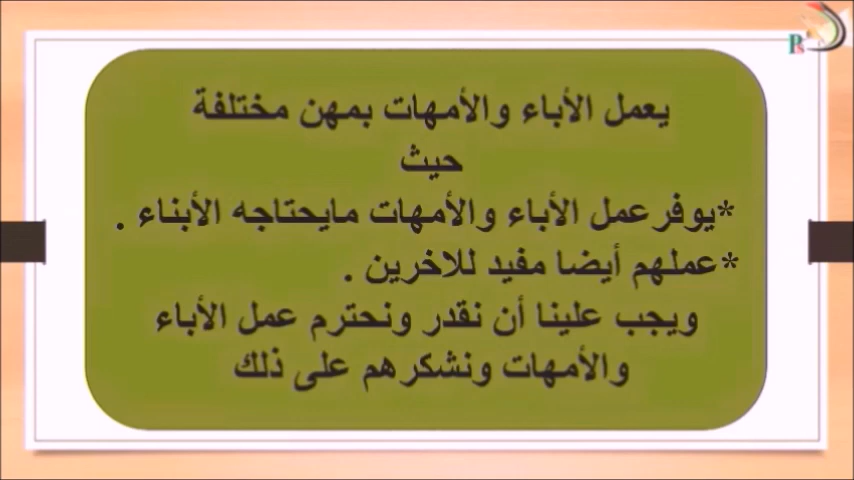 يعمل الأباء والأمهات بمهن مختلفة
حيث
*يوفرعمل الأباء والأمهات مايحتاجه الأبناء .
*عملهم أيضا مفيد للاخرين .
ويجب علينا أن نقدر ونحترم عمل الأباء
والأمهات ونشكرهم على ذلك